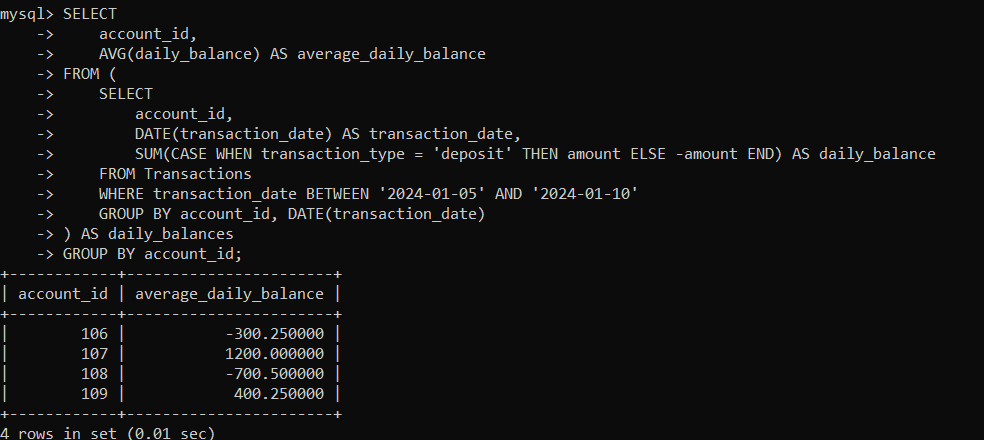 mysql> SELECT
    ->     account_id,
    ->     AVG(daily_balance) AS average_daily_balance
    -> FROM (
    ->     SELECT
    ->         account_id,
    ->         DATE(transaction_date) AS transaction_date,
    ->         SUM(CASE WHEN transaction_type = 'deposit' THEN amount ELSE -amount END) AS daily_balance
    ->     FROM Transactions
    ->     WHERE transaction_date BETWEEN '2024-01-05' AND '2024-01-10'
    ->     GROUP BY account_id, DATE(transaction_date)
    -> ) AS daily_balances
    -> GROUP BY account_id;
+------------+-----------------------+
| account_id | average_daily_balance |
+------------+-----------------------+
|        106 |           -300.250000 |
|        107 |           1200.000000 |
|        108 |           -700.500000 |
|        109 |            400.250000 |
+------------+-----------------------+
4 rows in set (0.01 sec)